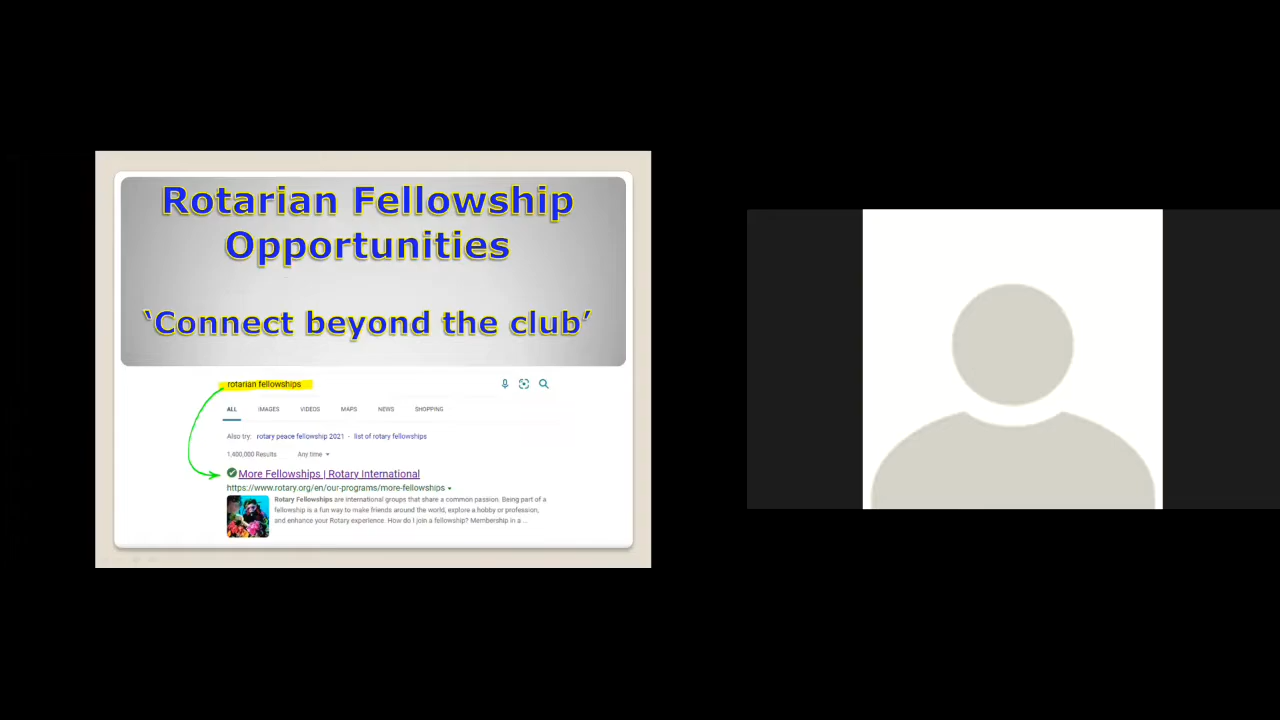 Rotarian Fellowship
Opportunities
‘Connect beyond the club’
rotarian fellowships
ALL IMAGES VIDEOS MAPS NEWS SHOPPING
Also try: rotary peace fellowship 2021 · list of rotary fellowships
1,400,000 Results Any time
More Fellowships | Rotary International
https://www.rotary.org/en/our-programs/more-fellowships
Rotary Fellowships are international groups that share a common passion. Being part of a
fellowship is a fun way to make friends around the world, explore a hobby or profession,
and enhance your Rotary experience. How do I join a fellowship? Membership in a ...